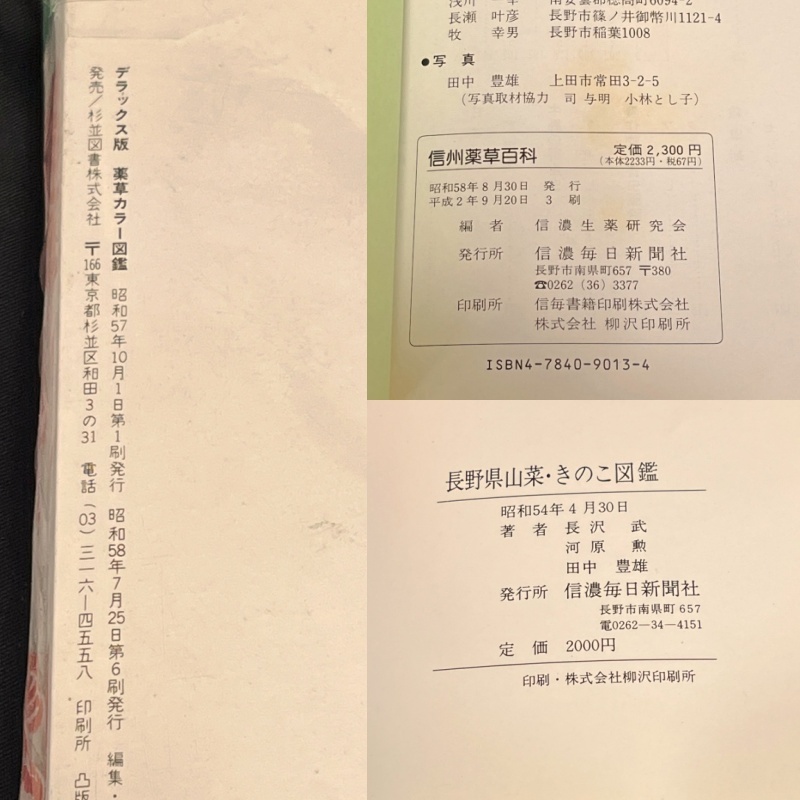 デラックス版 薬草カラー図鑑 昭和57年10月1日第1刷発行 昭和58年7月25日第6刷発行 編集・
発売/杉並図書株式会社 〒166東京都杉並区和田3の31 電話(03)三一六―四五五八 印刷所 凸版
浅川
長瀬 叶彦 長野市篠ノ井御幣川1121-4
牧 幸男 長野市稲葉1008
●写真
田中 豊雄 上田市常田3-2-5
(写真取材協力 司 与明 小林とし子)
信州薬草百科 定価2,300円
(本体2233円・税67円)
昭和58年8月30日 発行
平成2年9月20日 3刷
編者 信濃生薬研究会
発行所 信濃毎日新聞社
長野市南県町657 〒380
☎0262(36)3377
印刷所 信毎書籍印刷株式会社
株式会社 柳沢印刷所
ISBN4-7840-9013-4
長野県山菜・きのこ図鑑
昭和54年4月30日
著者 長沢 武
河原 勲
田中 豊雄
発行所 信濃毎日新聞社
長野市南県町657
電0262―34―4151
定価 2000円
印刷・株式会社柳沢印刷所